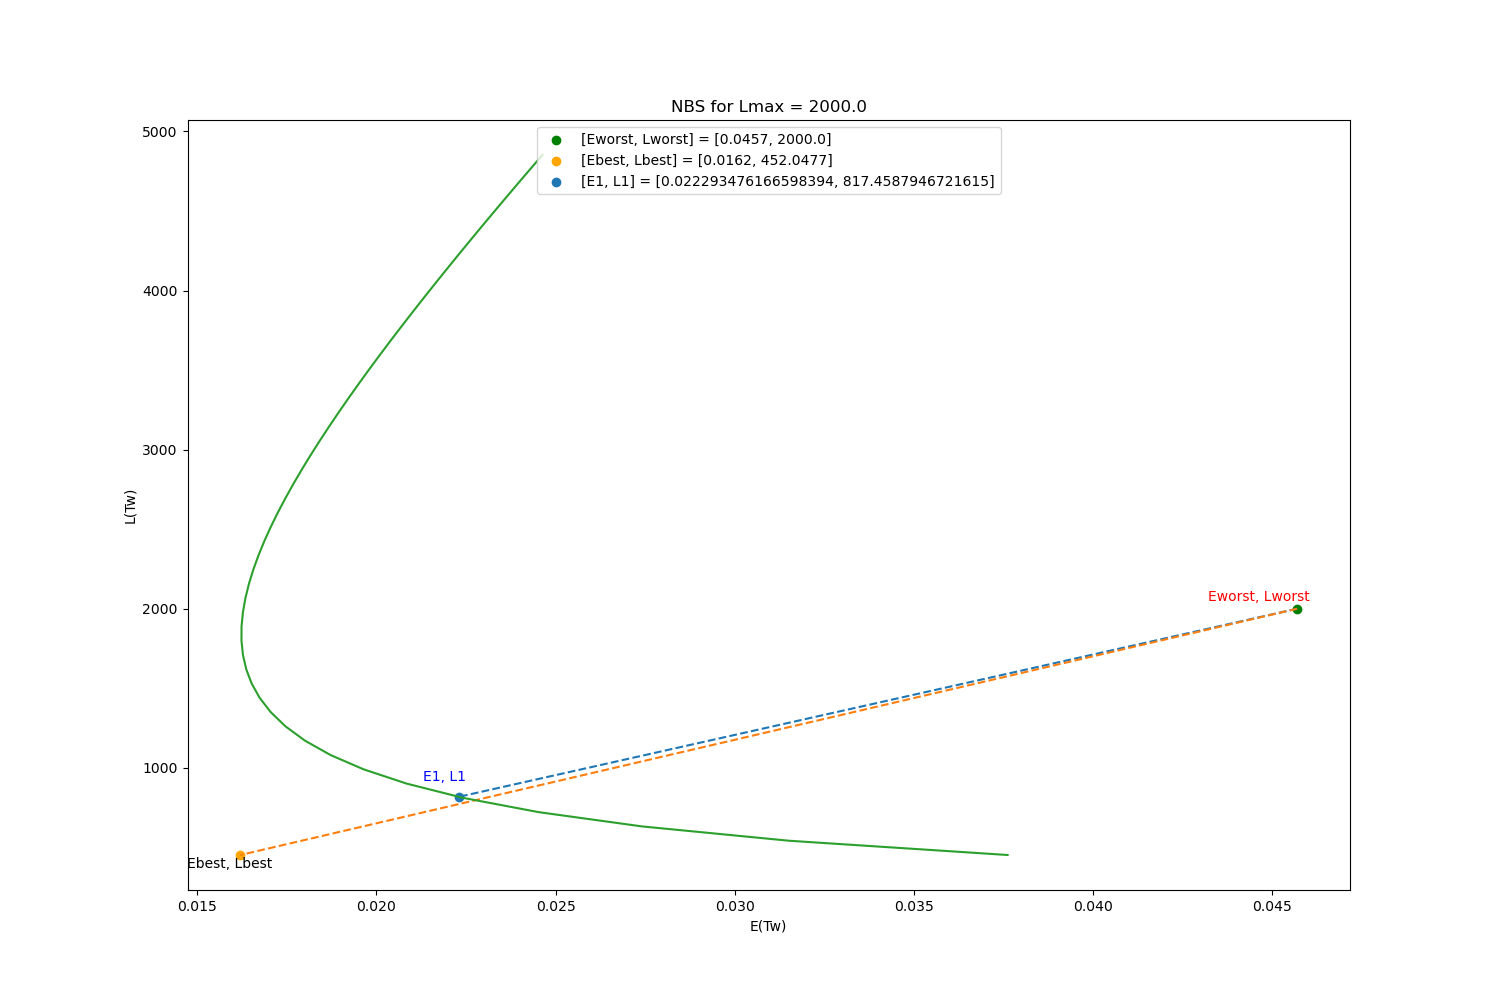 NBS for Lmax = 2000.0
[Eworst, Lworst] = [0.0457, 2000.0]
[Ebest, Lbest] = [0.0162, 452.0477]
[E1, L1] = [0.022293476166598394, 817.4587946721615]
5000
4000
3000
2000
1000
L(Tw)
Eworst, Lworst
E1, L1
Ebest, Lbest
0.015 0.020 0.025 0.030 0.035 0.040 0.045
E(Tw)